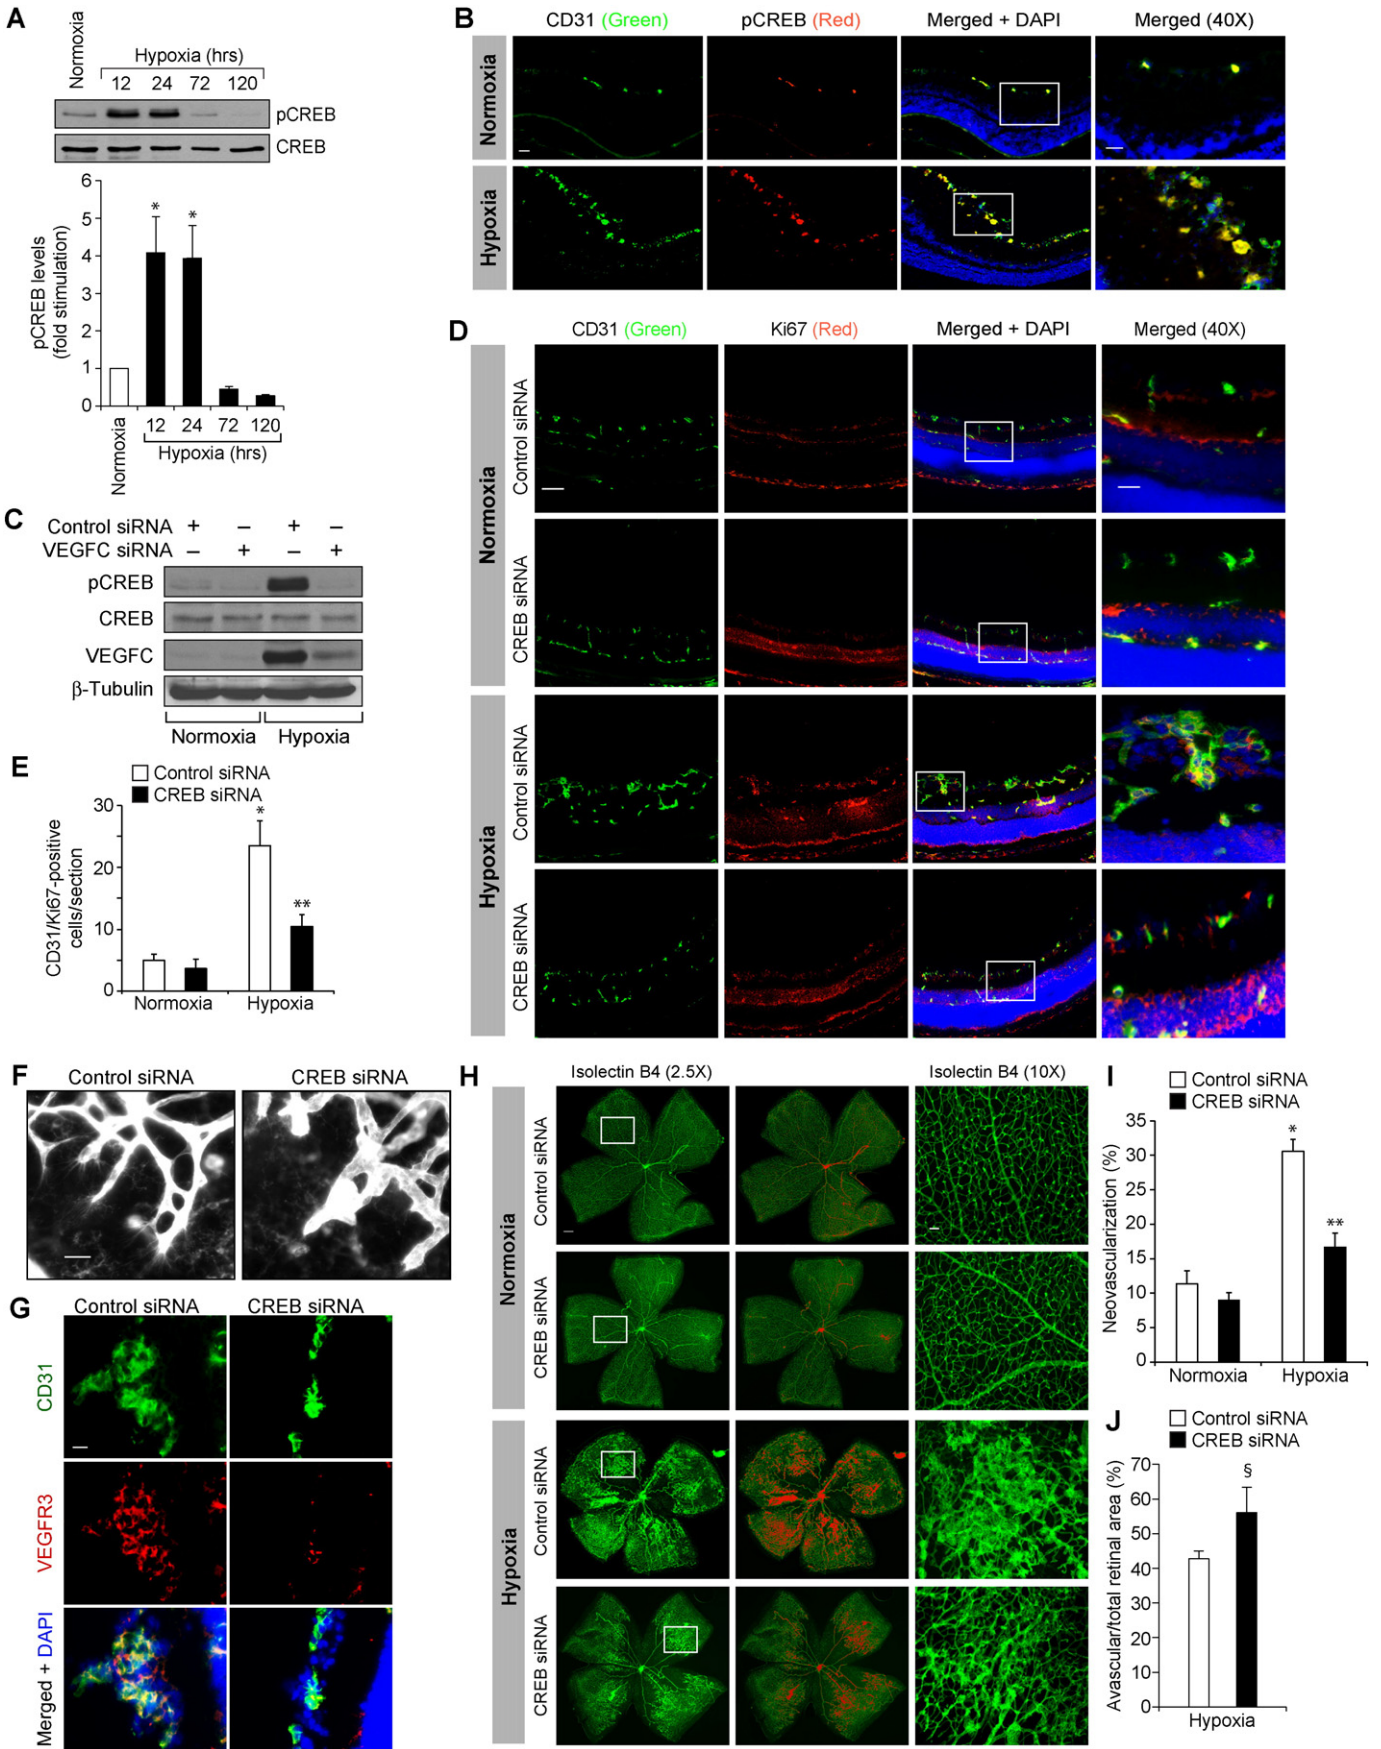 A
Normoxia
Hypoxia (hrs)
12 24 72 120
pCREB
CREB
pCREB levels
(fold stimulation)
6
5
4
3
2
1
0
* *
Normoxia
12 24 72 120
Hypoxia (hrs)
B
CD31 (Green) pCREB (Red) Merged + DAPI Merged (40X)
Normoxia
Hypoxia
C
Control siRNA + – + –
VEGFC siRNA – + – +
pCREB
CREB
VEGFC
β-Tubulin
Normoxia Hypoxia
D
CD31 (Green) Ki67 (Red) Merged + DAPI Merged (40X)
Normoxia
Control siRNA
CREB siRNA
Hypoxia
Control siRNA
CREB siRNA
E
Control siRNA
CREB siRNA
CD31/Ki67-positive
cells/section
30
20
10
0
* **
Normoxia Hypoxia
F
Control siRNA CREB siRNA
G
Control siRNA CREB siRNA
CD31
VEGFR3
Merged + DAPI
H
Isolectin B4 (2.5X) Isolectin B4 (10X)
Normoxia
Control siRNA
CREB siRNA
Hypoxia
Control siRNA
CREB siRNA
I
Control siRNA
CREB siRNA
Neovascularization (%)
35
30
25
20
15
10
5
0
* **
Normoxia Hypoxia
J
Control siRNA
CREB siRNA
Avascular/total retinal area (%)
70
60
50
40
30
20
10
0
§
Hypoxia